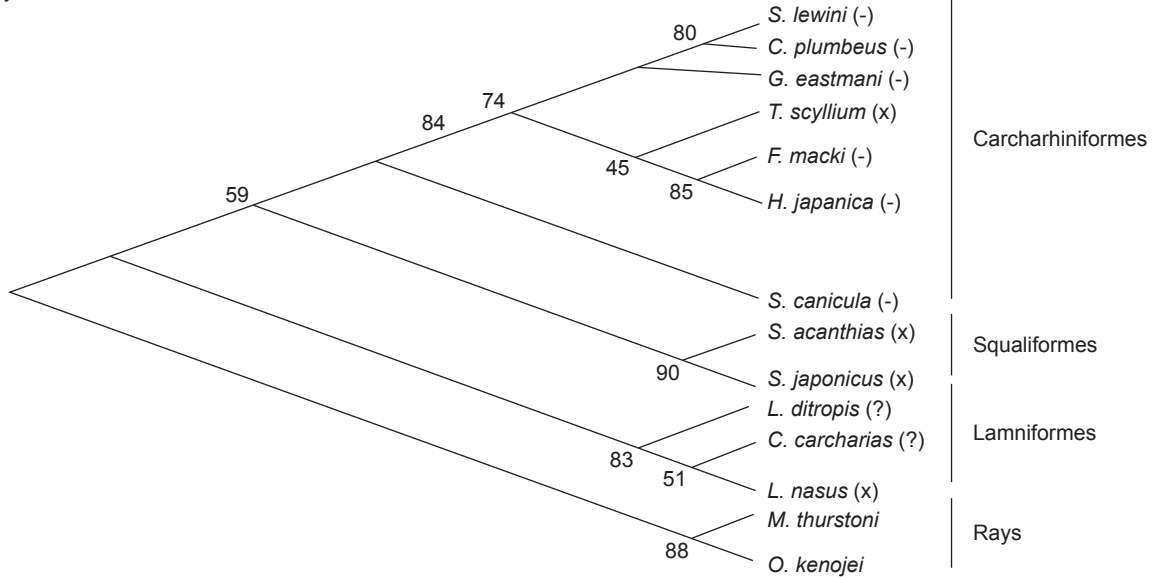 S. lewini (-)
80
C. plumbeus (-)
G. eastmani (-)
74
T. scyllium (x)
84
Carcharhiniformes
F. macki (-)
45
85
59
H. japanica (-)
S. canicula (-)
S. acanthias (x)
Squaliformes
90
S. japonicus (x)
L. ditropis (?)
Lamniformes
C. carcharias (?)
83
51
L. nasus (x)
M. thurstoni
Rays
88
O. kenojei